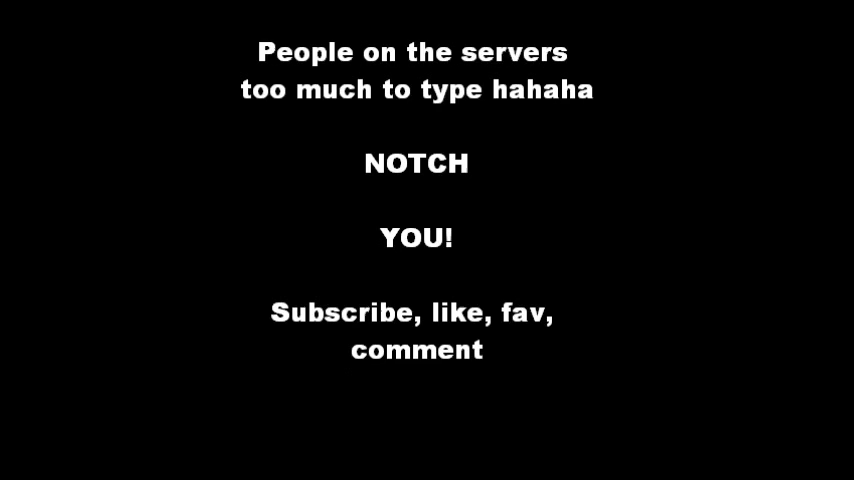 People on the servers
too much to type hahaha
NOTCH
YOU!
Subscribe, like, fav,
comment